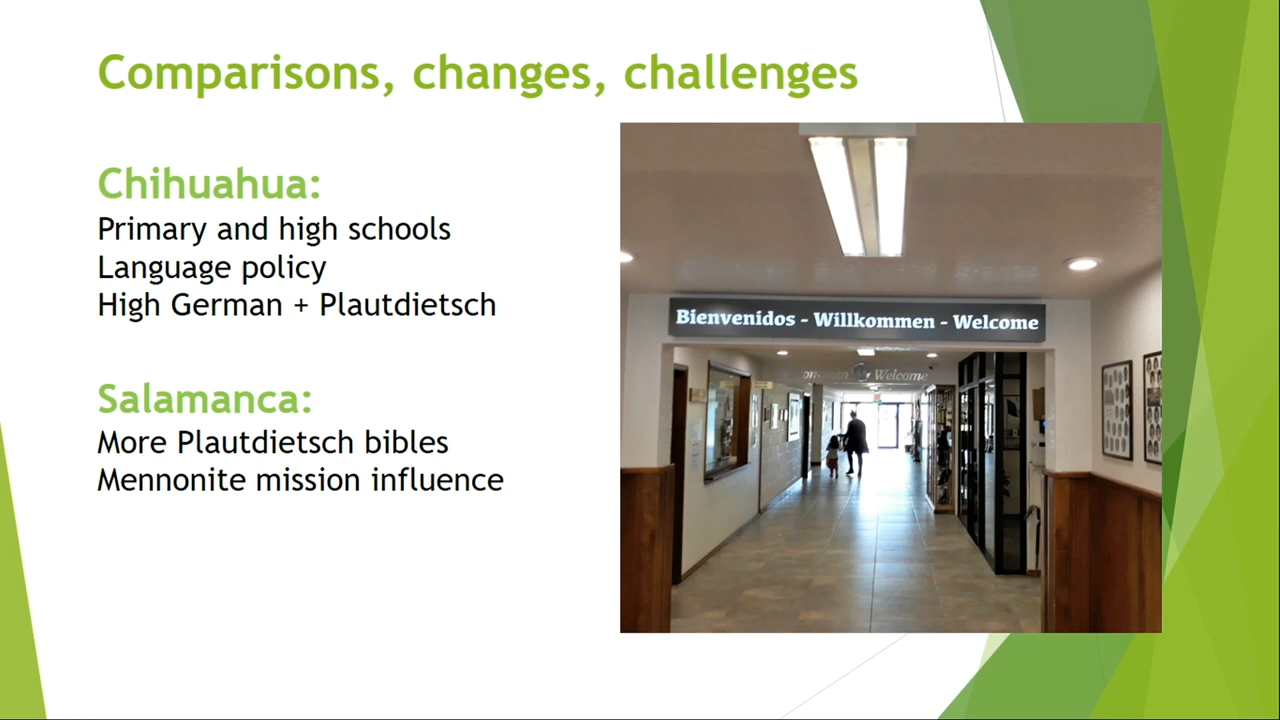 Comparisons, changes, challenges
Chihuahua:
Primary and high schools
Language policy
High German + Plautdietsch
Salamanca:
More Plautdietsch bibles
Mennonite mission influence
Bienvenidos - Willkommen - Welcome
Welcome